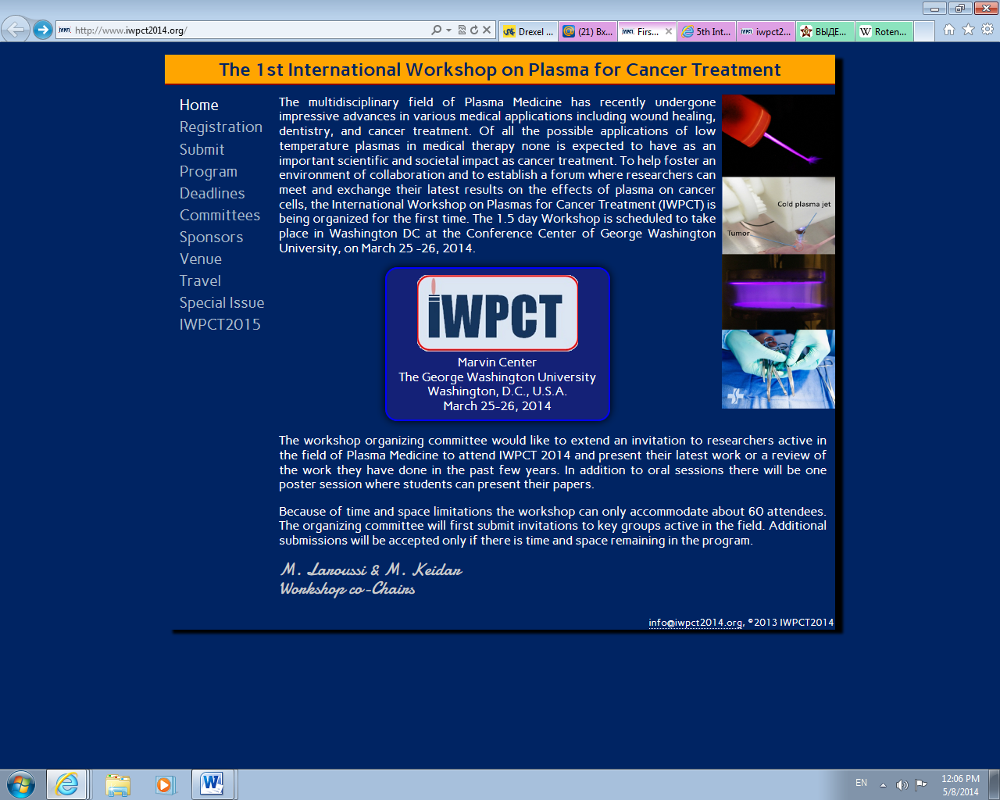 http://www.iwpct2014.org/
Drexel ...
(21) Вх...
Firs...
5th Int...
iwpct2...
ВЫДЕ...
Roten...
The 1st International Workshop on Plasma for Cancer Treatment
Home
Registration
Submit
Program
Deadlines
Committees
Sponsors
Venue
Travel
Special Issue
IWPCT2015
The multidisciplinary field of Plasma Medicine has recently undergone
impressive advances in various medical applications including wound healing,
dentistry, and cancer treatment. Of all the possible applications of low
temperature plasmas in medical therapy none is expected to have as an
important scientific and societal impact as cancer treatment. To help foster an
environment of collaboration and to establish a forum where researchers can
meet and exchange their latest results on the effects of plasma on cancer
cells, the International Workshop on Plasmas for Cancer Treatment (IWPCT) is
being organized for the first time. The 1.5 day Workshop is scheduled to take
place in Washington DC at the Conference Center of George Washington
University, on March 25 -26, 2014.
Cold plasma jet
Tumor
iWPCT
Marvin Center
The George Washington University
Washington, D.C., U.S.A.
March 25-26, 2014
The workshop organizing committee would like to extend an invitation to researchers active in
the field of Plasma Medicine to attend IWPCT 2014 and present their latest work or a review of
the work they have done in the past few years. In addition to oral sessions there will be one
poster session where students can present their papers.
Because of time and space limitations the workshop can only accommodate about 60 attendees.
The organizing committee will first submit invitations to key groups active in the field. Additional
submissions will be accepted only if there is time and space remaining in the program.
M. Laroussi & M. Keidar
Workshop co-Chairs
info@iwpct2014.org, ©2013 IWPCT2014
EN
12:06 PM
5/8/2014